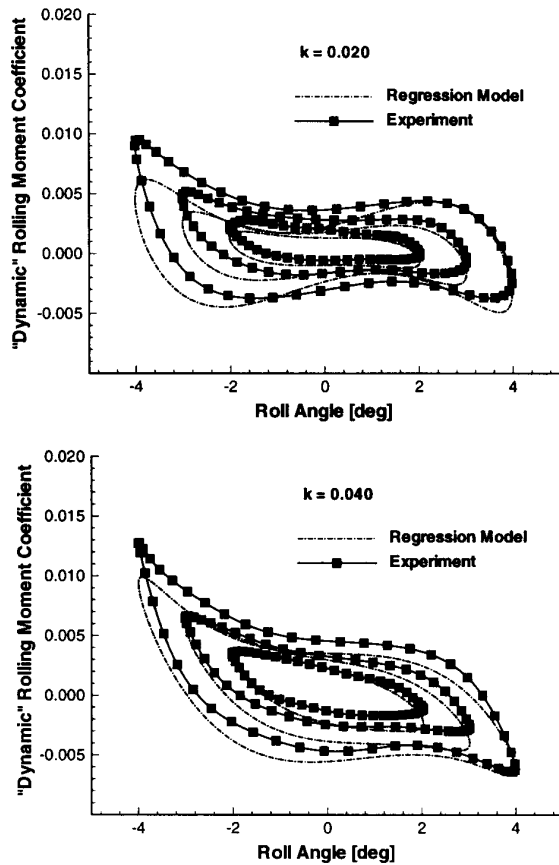 0.020
0.015
0.010
0.005
0.000
-0.005
"Dynamic" Rolling Moment Coefficient
k = 0.020
Regression Model
Experiment
-4
-2
0
2
4
Roll Angle [deg]
0.020
0.015
0.010
0.005
0.000
-0.005
"Dynamic" Rolling Moment Coefficient
k = 0.040
Regression Model
Experiment
-4
-2
0
2
4
Roll Angle [deg]